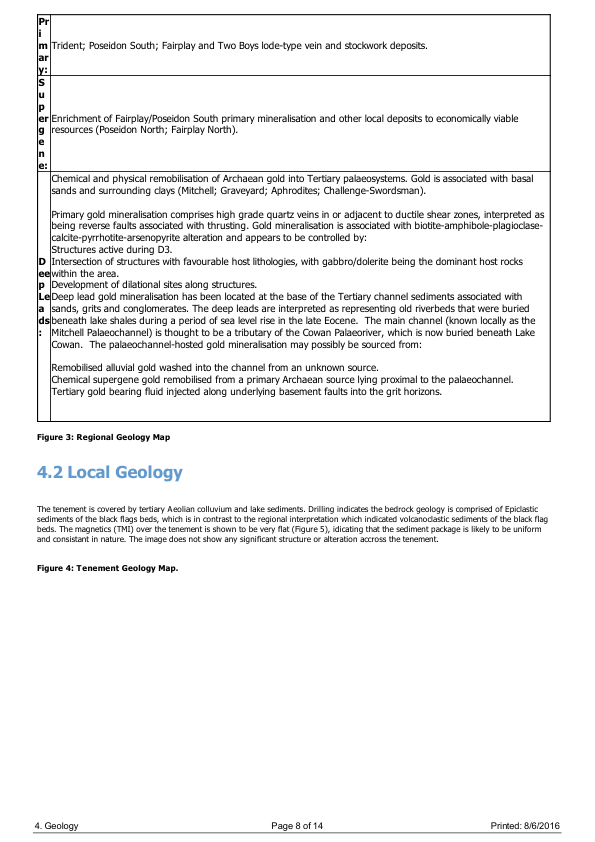 Pr
i
m
ar
y:
Trident; Poseidon South; Fairplay and Two Boys lode-type vein and stockwork deposits.
S
u
p
er
g
e
n
e:
Enrichment of Fairplay/Poseidon South primary mineralisation and other local deposits to economically viable
resources (Poseidon North; Fairplay North).
D
ee
p
Le
a
ds
:
Chemical and physical remobilisation of Archaean gold into Tertiary palaeosystems. Gold is associated with basal
sands and surrounding clays (Mitchell; Graveyard; Aphrodites; Challenge-Swordsman).
Primary gold mineralisation comprises high grade quartz veins in or adjacent to ductile shear zones, interpreted as
being reverse faults associated with thrusting. Gold mineralisation is associated with biotite-amphibole-plagioclase-
calcite-pyrrhotite-arsenopyrite alteration and appears to be controlled by:
Structures active during D3.
Intersection of structures with favourable host lithologies, with gabbro/dolerite being the dominant host rocks
within the area.
Development of dilational sites along structures.
Deep lead gold mineralisation has been located at the base of the Tertiary channel sediments associated with
sands, grits and conglomerates. The deep leads are interpreted as representing old riverbeds that were buried
beneath lake shales during a period of sea level rise in the late Eocene.  The main channel (known locally as the
Mitchell Palaeochannel) is thought to be a tributary of the Cowan Palaeoriver, which is now buried beneath Lake
Cowan.  The palaeochannel-hosted gold mineralisation may possibly be sourced from:
Remobilised alluvial gold washed into the channel from an unknown source.
Chemical supergene gold remobilised from a primary Archaean source lying proximal to the palaeochannel.
Tertiary gold bearing fluid injected along underlying basement faults into the grit horizons.
Figure 3: Regional Geology Map
4.2 Local Geology
The tenement is covered by tertiary Aeolian colluvium and lake sediments. Drilling indicates the bedrock geology is comprised of Epiclastic
sediments of the black flags beds, which is in contrast to the regional interpretation which indicated volcanoclastic sediments of the black flag
beds. The magnetics (TMI) over the tenement is shown to be very flat (Figure 5), idicating that the sediment package is likely to be uniform
and consistant in nature. The image does not show any significant structure or alteration accross the tenement.
Figure 4: Tenement Geology Map.
4. Geology
Page 8 of 14
Printed: 8/6/2016